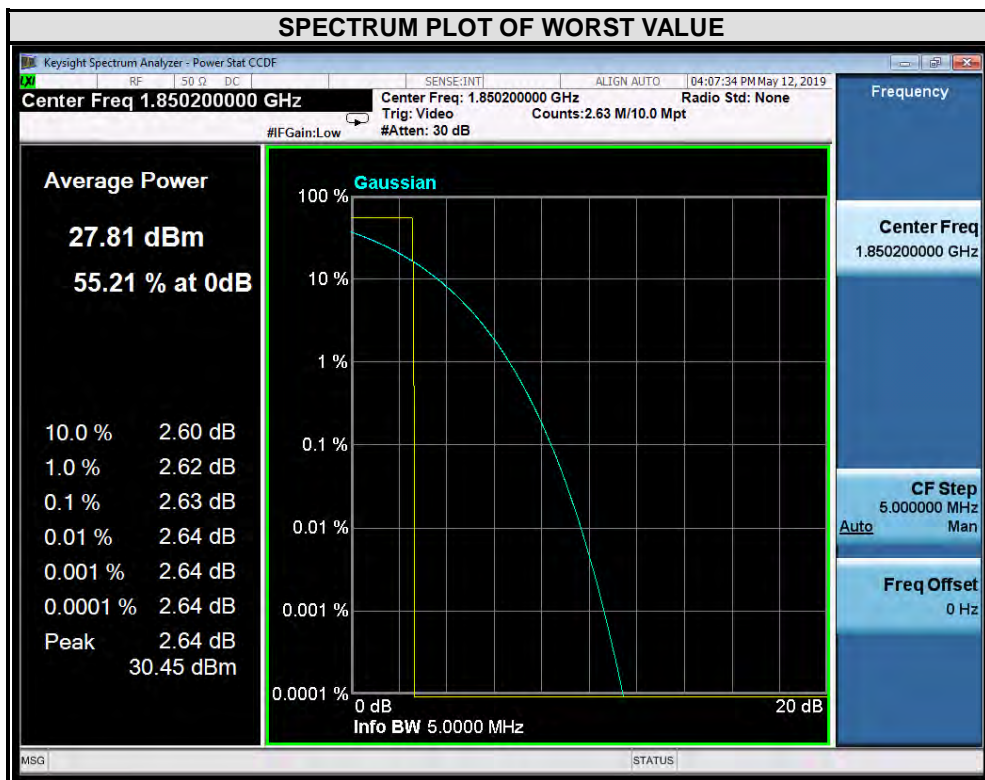 SPECTRUM PLOT OF WORST VALUE
Keysight Spectrum Analyzer - Power Stat CCDF
LXI RF 50 Ω DC SENSE:INT ALIGN AUTO 04:07:34 PM May 12, 2019
Center Freq 1.850200000 GHz
Center Freq: 1.850200000 GHz Radio Std: None
Trig: Video Counts:2.63 M/10.0 Mpt
#IFGain:Low #Atten: 30 dB
Frequency
Average Power
27.81 dBm
55.21 % at 0dB
10.0 % 2.60 dB
1.0 % 2.62 dB
0.1 % 2.63 dB
0.01 % 2.64 dB
0.001 % 2.64 dB
0.0001 % 2.64 dB
Peak 2.64 dB
30.45 dBm
Gaussian
100 %
10 %
1 %
0.1 %
0.01 %
0.001 %
0.0001 %
0 dB 20 dB
Info BW 5.0000 MHz
Center Freq
1.850200000 GHz
CF Step
5.000000 MHz
Auto Man
Freq Offset
0 Hz
MSG STATUS